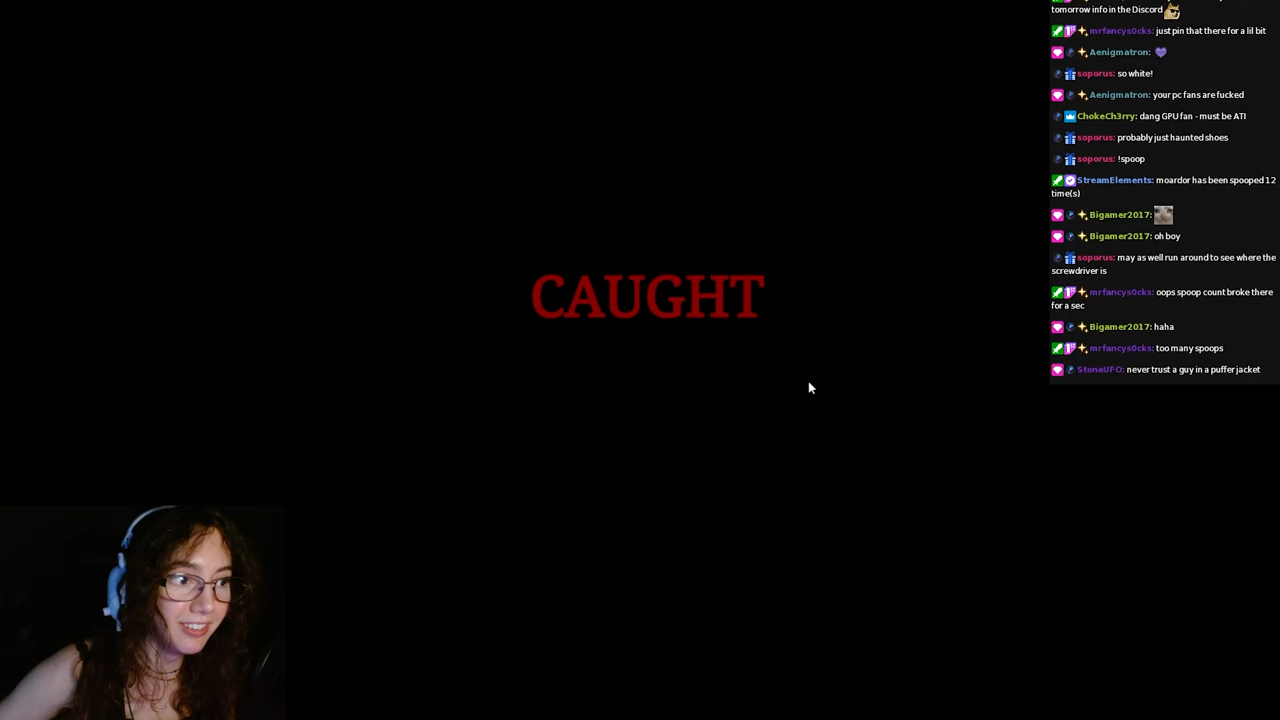 tomorrow info in the Discord
mrfancys0cks: just pin that there for a lil bit
Aenigmatron:
soporus: so white!
Aenigmatron: your pc fans are fucked
ChokeCh3rry: dang GPU fan - must be ATI
soporus: probably just haunted shoes
soporus: !spoop
StreamElements: moardor has been spooped 12
time(s)
Bigamer2017:
Bigamer2017: oh boy
soporus: may as well run around to see where the
screwdriver is
mrfancys0cks: oops spoop count broke there
for a sec
Bigamer2017: haha
mrfancys0cks: too many spoops
StoneUFO: never trust a guy in a puffer jacket
CAUGHT